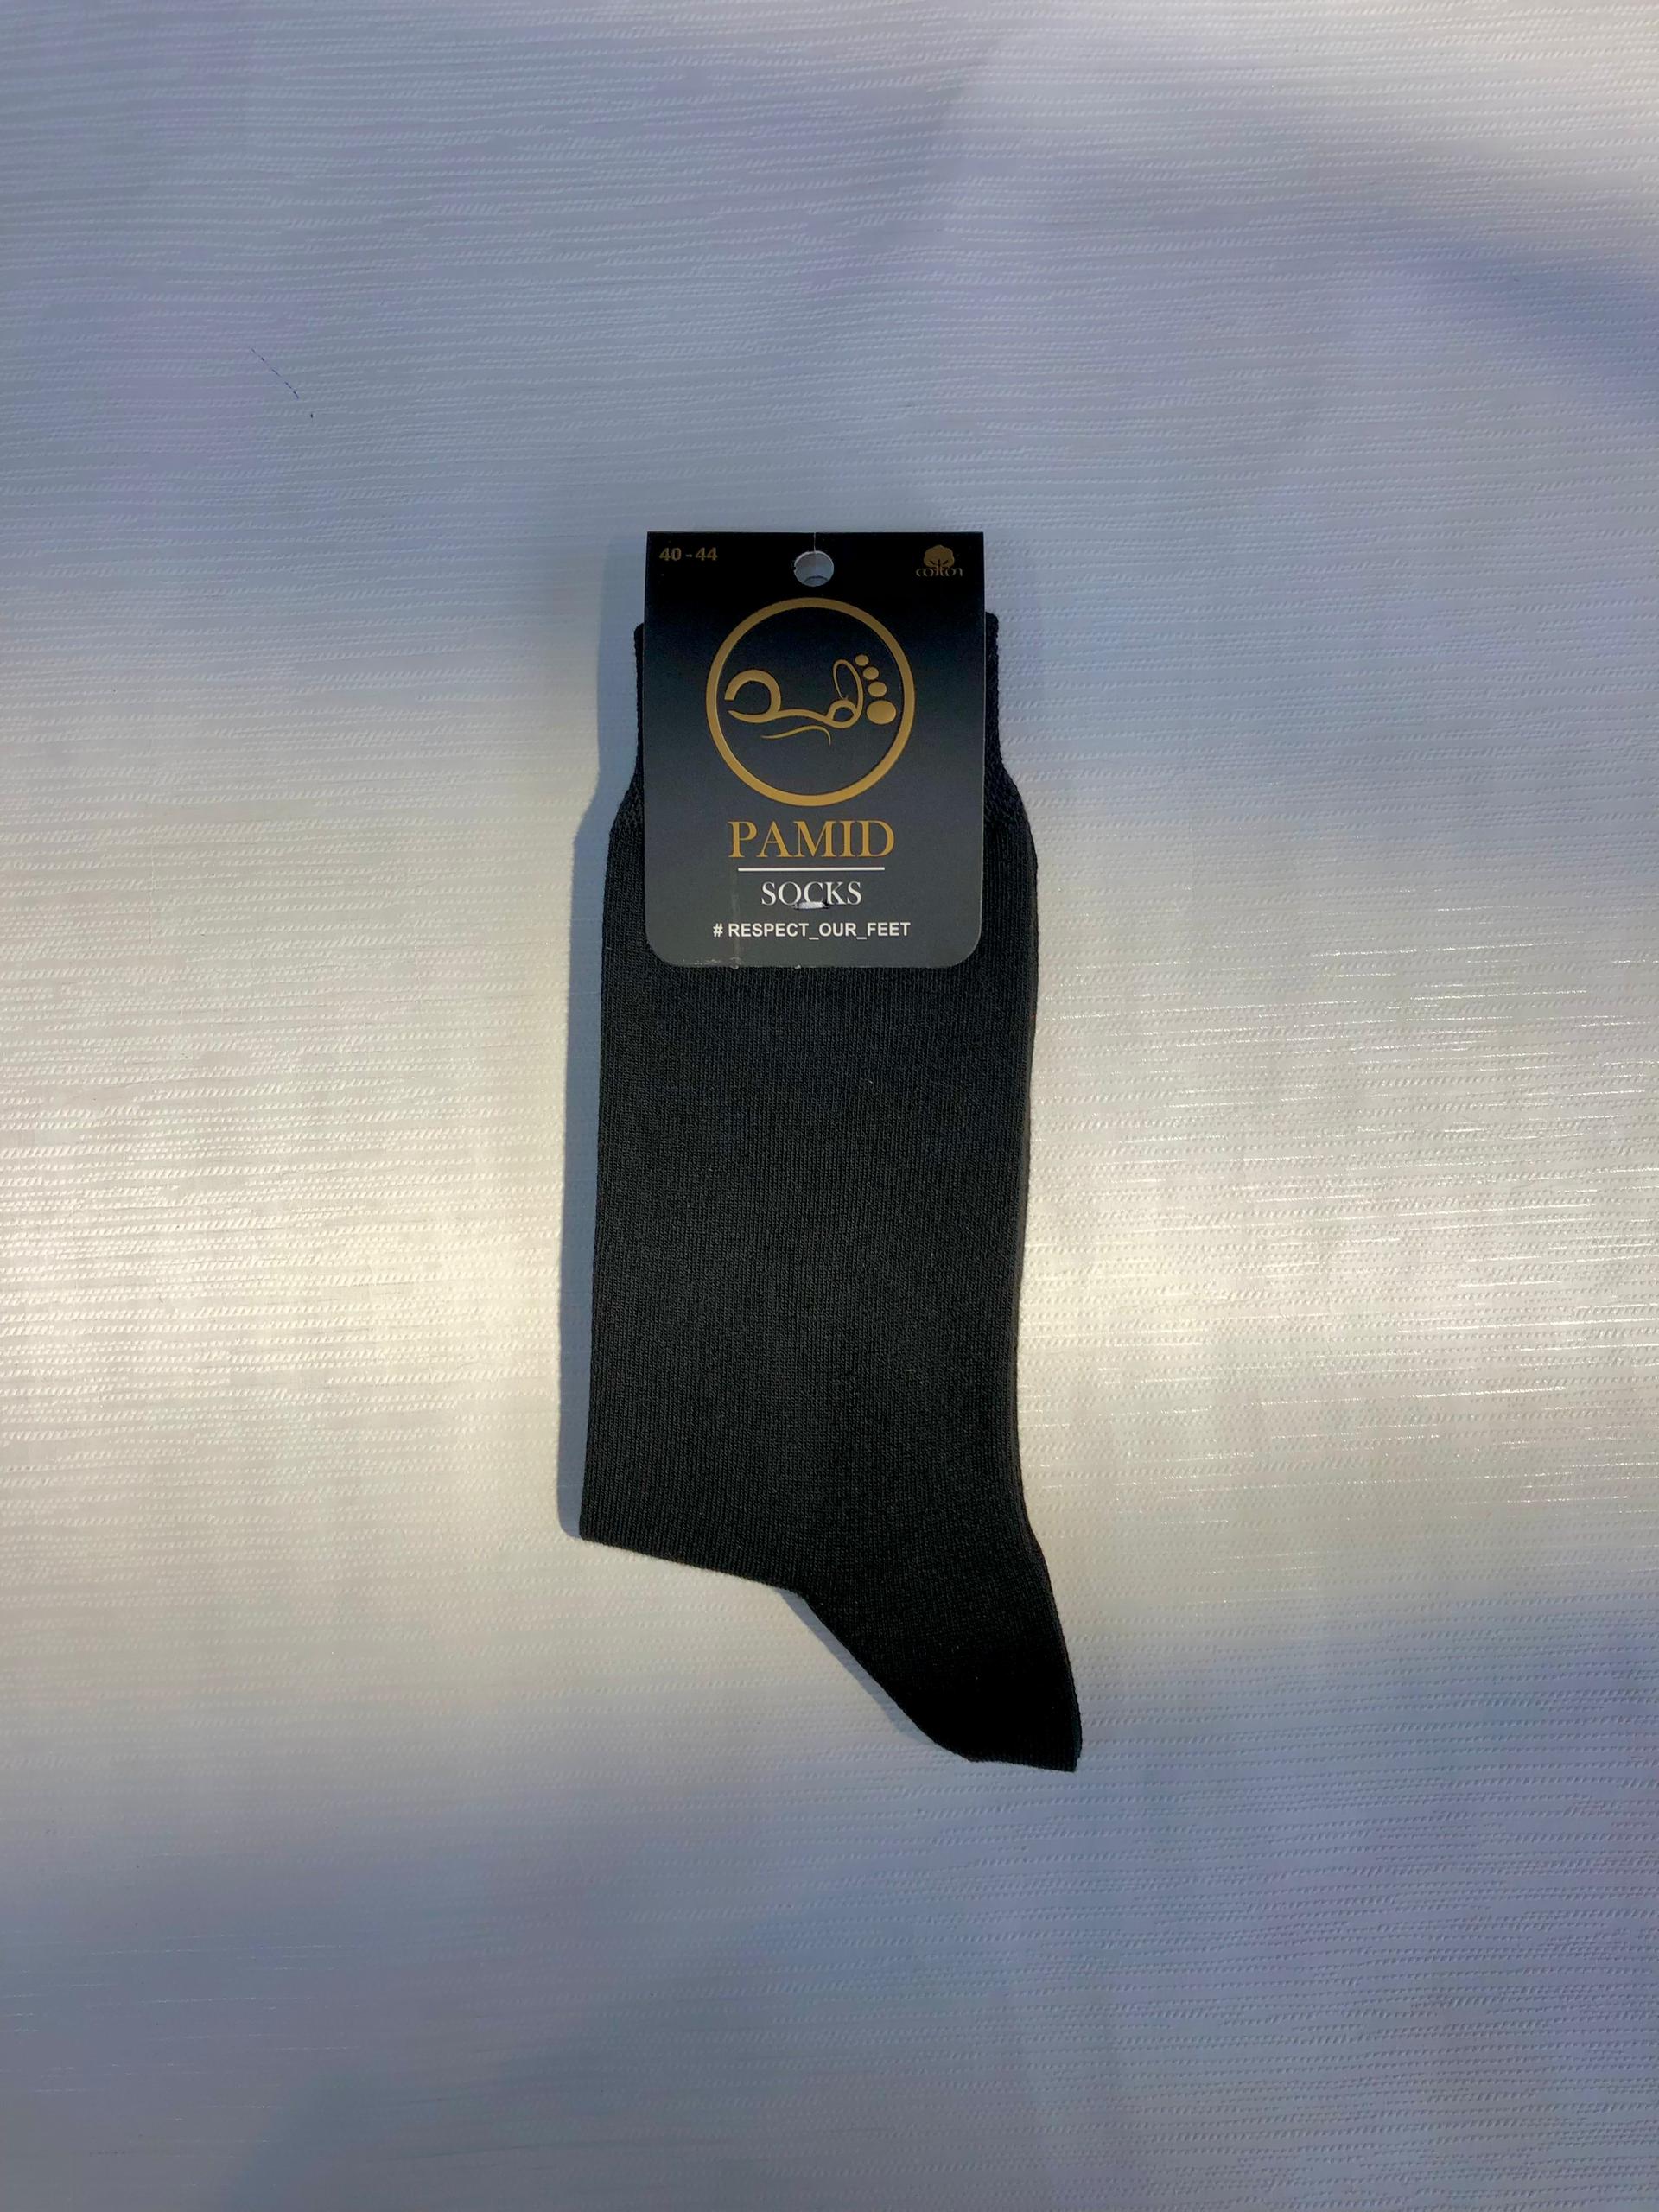 40-44
cotton
PAMID
SOCKS
# RESPECT_OUR_FEET